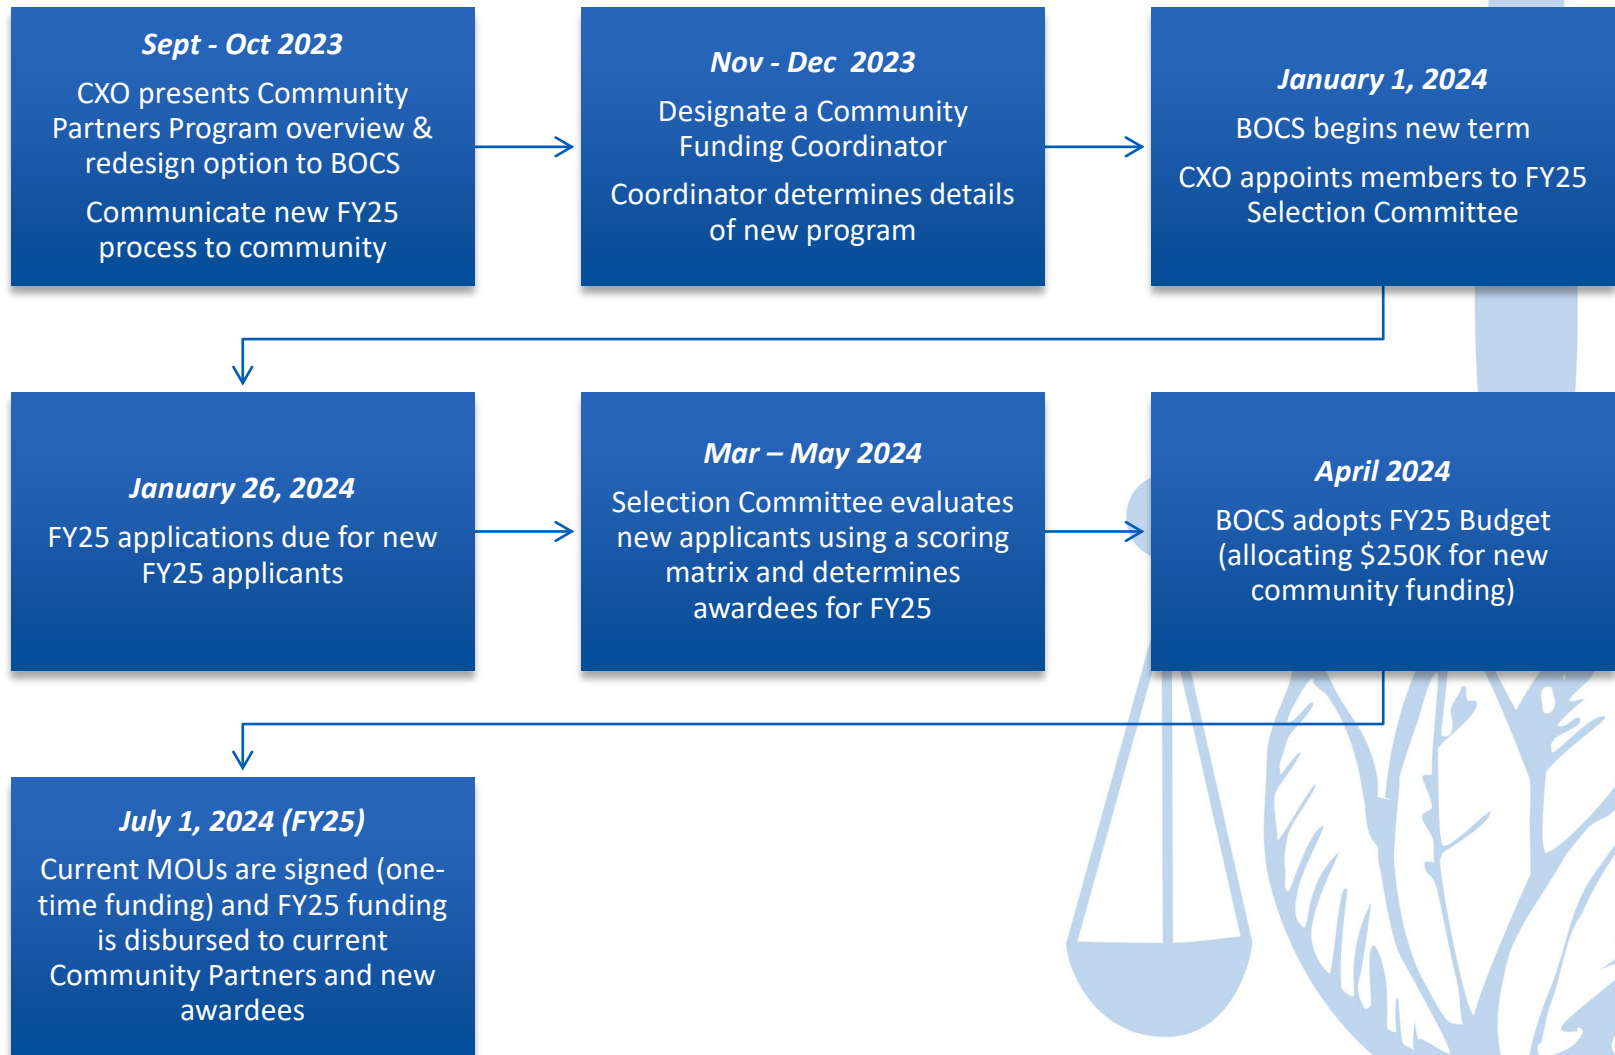 Sept - Oct 2023
CXO presents Community
Partners Program overview &
redesign option to BOCS
Communicate new FY25
process to community
Nov - Dec 2023
Designate a Community
Funding Coordinator
Coordinator determines details
of new program
January 1, 2024
BOCS begins new term
CXO appoints members to FY25
Selection Committee
January 26, 2024
FY25 applications due for new
FY25 applicants
Mar – May 2024
Selection Committee evaluates
new applicants using a scoring
matrix and determines
awardees for FY25
April 2024
BOCS adopts FY25 Budget
(allocating $250K for new
community funding)
July 1, 2024 (FY25)
Current MOUs are signed (one-
time funding) and FY25 funding
is disbursed to current
Community Partners and new
awardees